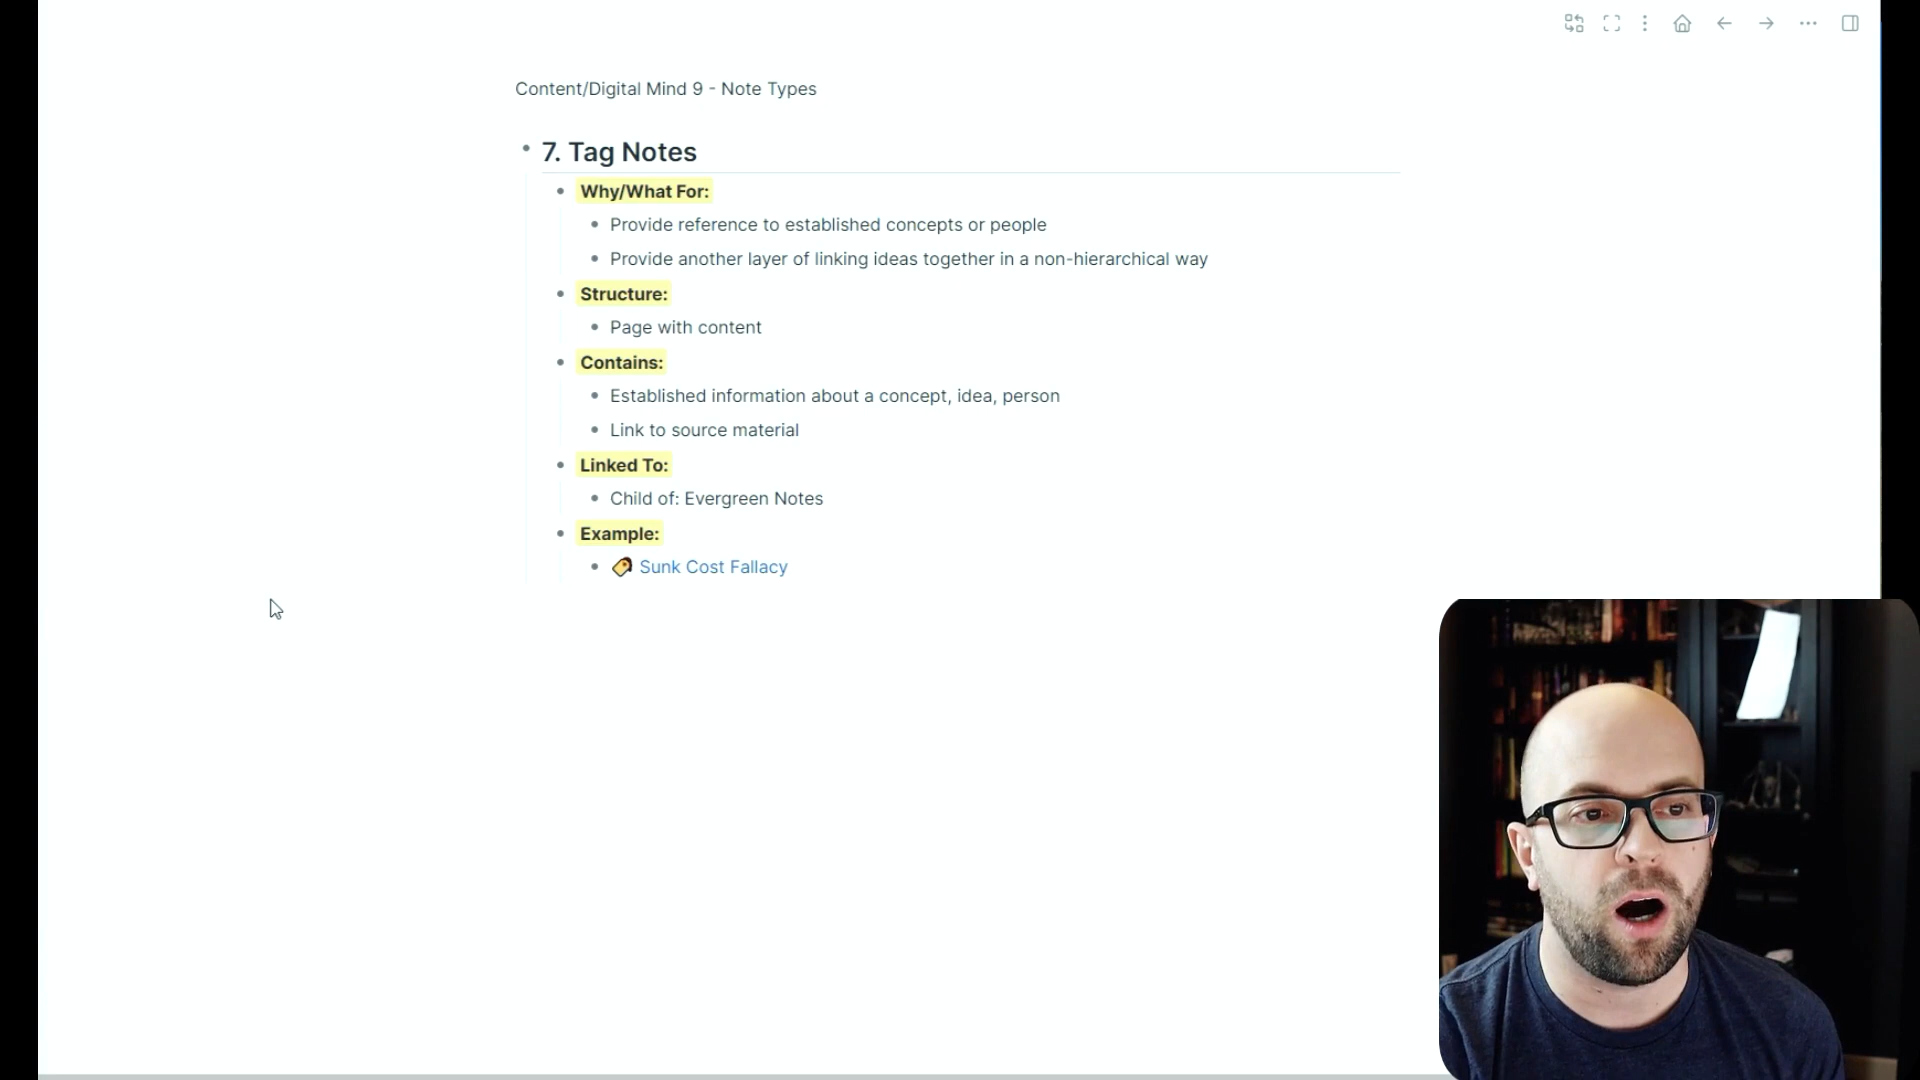 Content/Digital Mind 9 - Note Types
7. Tag Notes
Why/What For:
Provide reference to established concepts or people
Provide another layer of linking ideas together in a non-hierarchical way
Structure:
Page with content
Contains:
Established information about a concept, idea, person
Link to source material
Linked To:
Child of: Evergreen Notes
Example:
Sunk Cost Fallacy